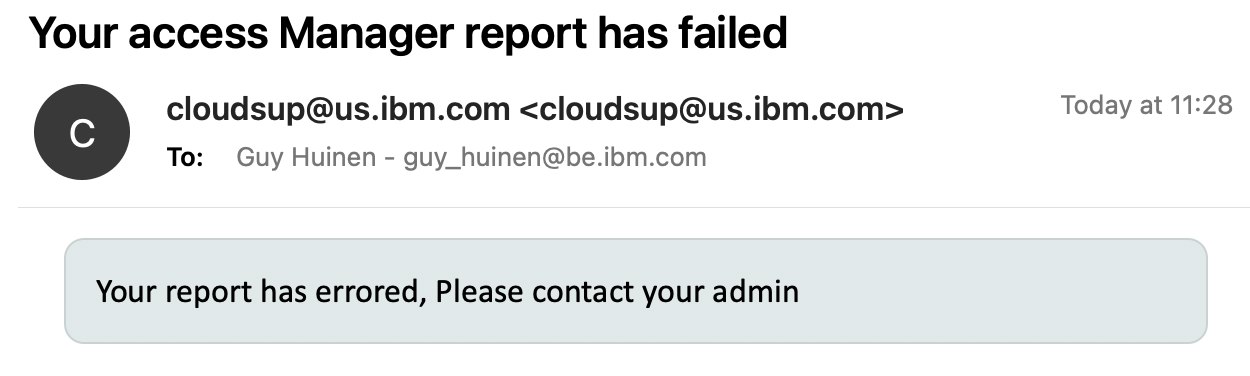 Your access Manager report has failed
C
cloudsup@us.ibm.com <cloudsup@us.ibm.com>
Today at 11:28
To: Guy Huinen - guy_huinen@be.ibm.com
Your report has errored, Please contact your admin